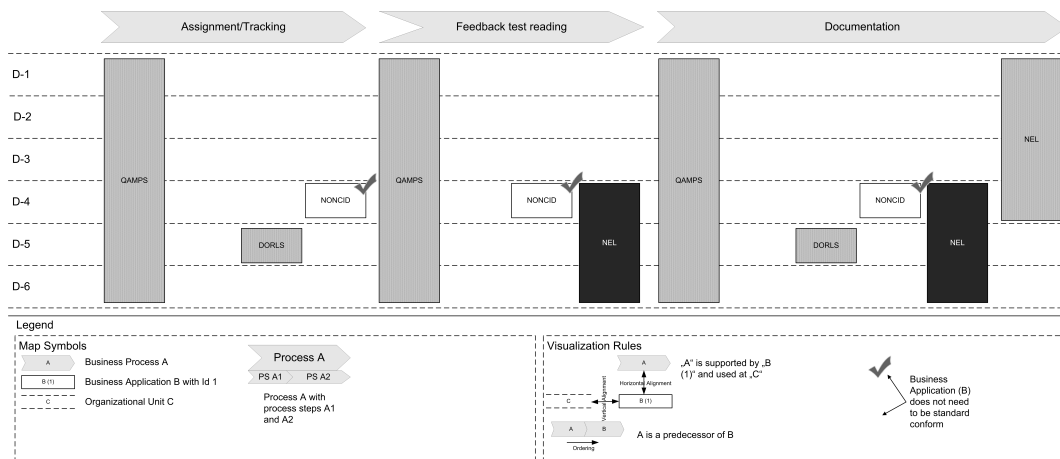 Assignment/Tracking
Feedback test reading
Documentation
D-1
D-2
D-3
D-4
D-5
D-6
QAMPS
DORLS
NONCID
QAMPS
NONCID
NEL
QAMPS
DORLS
NONCID
NEL
NEL
Legend
Map Symbols
A
Business Process A
B (1)
Business Application B with Id 1
C
Organizational Unit C
Process A
PS A1
PS A2
Process A with
process steps A1
and A2
Visualization Rules
A
Horizontal Alignment
C
B (1)
Vertical Alignment
„A“ is supported by „B
(1)“ and used at „C“
A
B
Ordering
A is a predecessor of B
Business
Application (B)
does not need
to be standard
conform